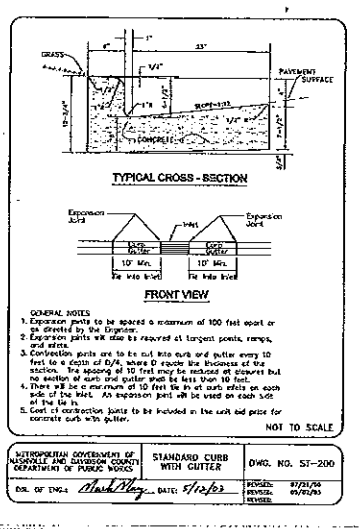 6"
1"
23"
GRASS
1/2"
PAVEMENT
SURFACE
SLOPE=1:12
CONCRETE
TYPICAL CROSS - SECTION
Expansion
Joint
Inlet
Expansion
Joint
Curb
Gutter
Curb
Gutter
10' Min.
10' Min.
Tie Into Inlet
Tie Into Inlet
FRONT VIEW
GENERAL NOTES
1. Expansion joints to be spaced a maximum of 100 feet apart or
as directed by the Engineer.
2. Expansion joints will also be required at tangent points, ramps,
and inlets.
3. Contraction joints are to be cut into curb and gutter every 10
feet to a depth of D/4, where D equals the thickness of the
section. The spacing of 10 feet may be reduced at closures but
no section of curb and gutter shall be less than feet.
4. There will be a minimum of 10 feet tie in at curb inlets on each
side of the inlet. An expansion joint will be used on each side
of the tie in.
5. Cost of contraction joints to be included in the unit bid price for
concrete curb with gutter.
NOT TO SCALE
METROPOLITAN GOVERNMENT OF
NASHVILLE AND DAVIDSON COUNTY
DEPARTMENT OF PUBLIC WORKS
STANDARD CURB
WITH GUTTER
DWG. NO. ST-200
DIR. OF ENG.: Mark Macy DATE: 5/12/03
REVISED: 07/21/00
REVISED: 05/02/03